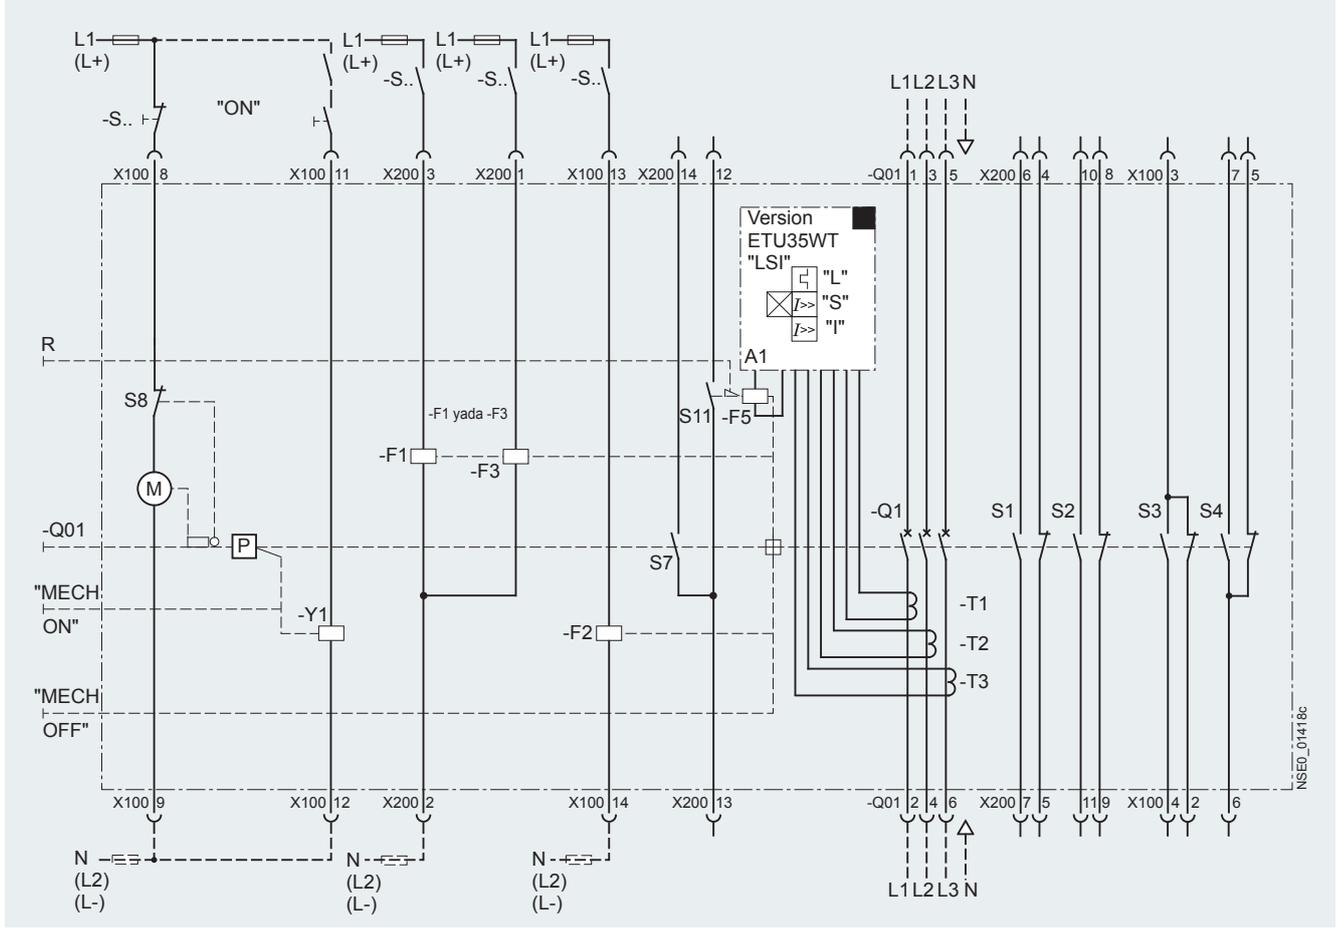 L1 L1 L1 L1
(L+) (L+) (L+) (L+)
-S.. -S.. -S..
L1 L2 L3 N
"ON"
-S..
X100 8 X100 11 X200 3 X200 1 X100 13 X200 14 12 -Q01 1 3 5 X200 6 4 10 8 X100 3 7 5
Version
ETU35WT
"LSI"
"L"
I>> "S"
I>> "I"
R
A1
S8
-F1 yada -F3
S11 -F5
-F1
-F3
M
-Q1 S1 S2 S3 S4
-Q01
P
S7
"MECH
ON"
-Y1
-F2
-T1
-T2
-T3
"MECH
OFF"
NSE0_01418c
X100 9 X100 12 X200 2 X100 14 X200 13 -Q01 2 4 6 X200 7 5 11 9 X100 4 2 6
N N N
(L2) (L2) (L2)
(L-) (L-) (L-)
L1 L2 L3 N